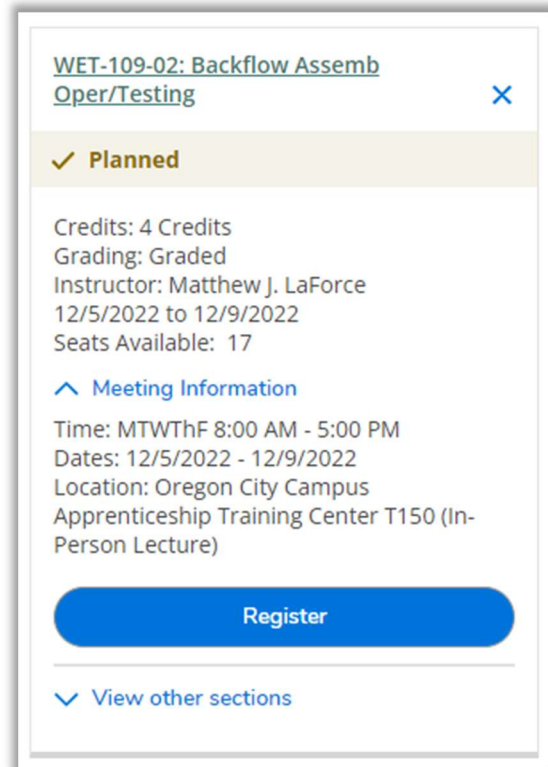 WET-109-02: Backflow Assemb
Oper/Testing
Planned
Credits: 4 Credits
Grading: Graded
Instructor: Matthew J. LaForce
12/5/2022 to 12/9/2022
Seats Available:  17
Meeting Information
Time: MTWThF 8:00 AM - 5:00 PM
Dates: 12/5/2022 - 12/9/2022
Location: Oregon City Campus
Apprenticeship Training Center T150 (In-
Person Lecture)
Register
View other sections